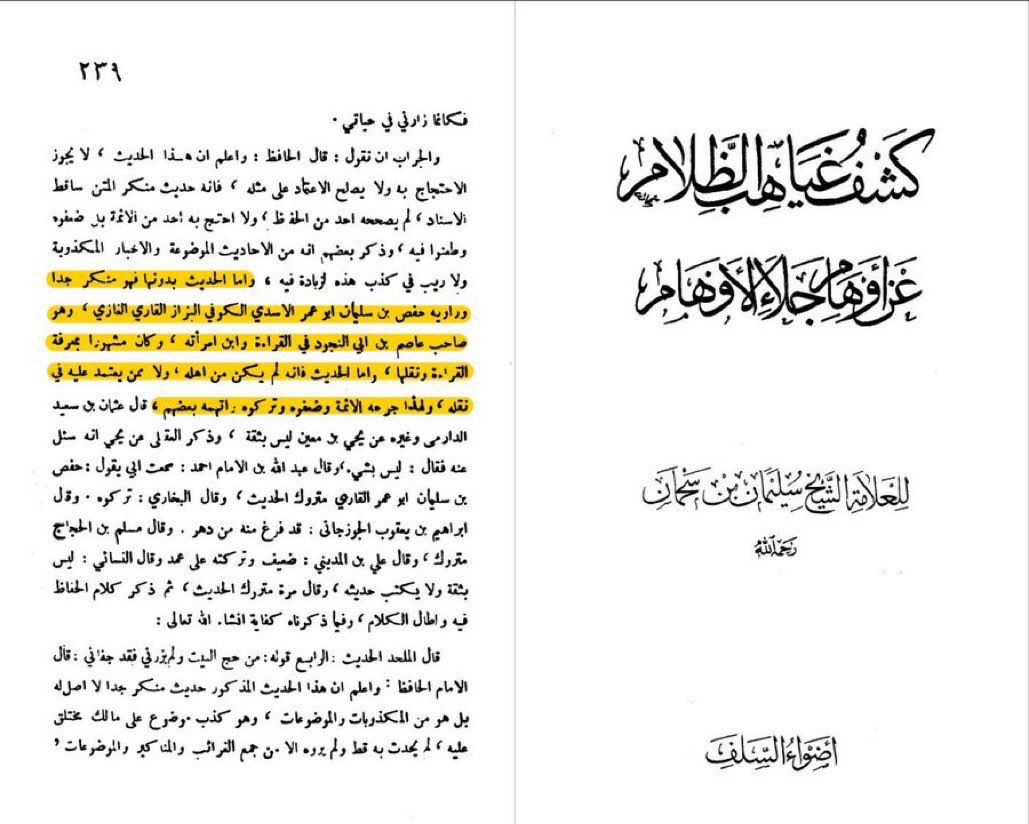 كشف غياهب الظلام
عن أوهام جلاء الأوهام
للعلامة الشيخ سليمان بن سحمان
رحمه الله
أضواء السلف
٢٣٩
فكانما زارني في حياتي .
والجراب ان نقول : قال الحافظ : واعلم ان هـذا الحديث ، لا يجوز
الاحتجاج به ولا يصلح الاعتماد على مثله ، فانه حديث منكر المتن ساقط
الاسناد ، لم يصححه احد من الحفاظ ، ولا احتج به أحد من الائمة بل ضعفوه
وطعنوا فيه ، وذكر بعضهم انه من الاحاديث الموضوعة والاخبار المكذوبة
ولا ريب في كذب هذه الزيادة فيه ، واما الحديث بدونها فهو منكر جدا
وراويه حفص بن سليمان ابو عمر الاسدي الكوفي البزاز القاري الغازي ، وهو
صاحب عاصم بن ابي النجود في القراءة وابن امرأته ، وكان مشهورا بمعرفة
القراءة ونقلها ، واما الحديث فانه لم يكن من اهله ، ولا ممن يعتمد عليه في
نقله ، ولهذا جرحه الائمة وضعفوه وتركوه واتهمه بعضهم ، قال عثمان بن سعيد
الدارمى وغيره عن يحيي بن معين ليس بثقة ، وذكر العقلي عن يحيي انه سئل
عنه فقال : ليس بشيء ، وقال عبد الله بن الامام احمد : سمعت ابي يقول : حفص
بن سليمان ابو عمر القاري متروك الحديث ، وقال البخاري : تركوه . وقال
ابراهيم بن يعقوب الجوزجانى : قد فرغ منه من دهر . وقال مسلم بن الحجاج
متروك ، وقال علي بن المديني : ضعيف وتركته على عمد وقال النسائي : ليس
بثقة ولا يكتب حديثه ، وقال مرة متروك الحديث ، ثم ذكر كلام الحفاظ
فيه واطال الكلام ، وفيما ذكرناه كفاية انشاء الله تعالى :
قال الملحد الحديث : الرابع قوله : من حج البيت ولم يزرني فقد جفاني : قال
الامام الحافظ : واعلم ان هذا الحديث المذكور حديث منكر جدا لا اصل له
بل هو من المكذوبات والموضوعات ، وهو كذب موضوع على مالك مختلق
عليه ، لم يحدث به قط ولم يروه الا من جمع الغرائب والمناكير والموضوعات ،